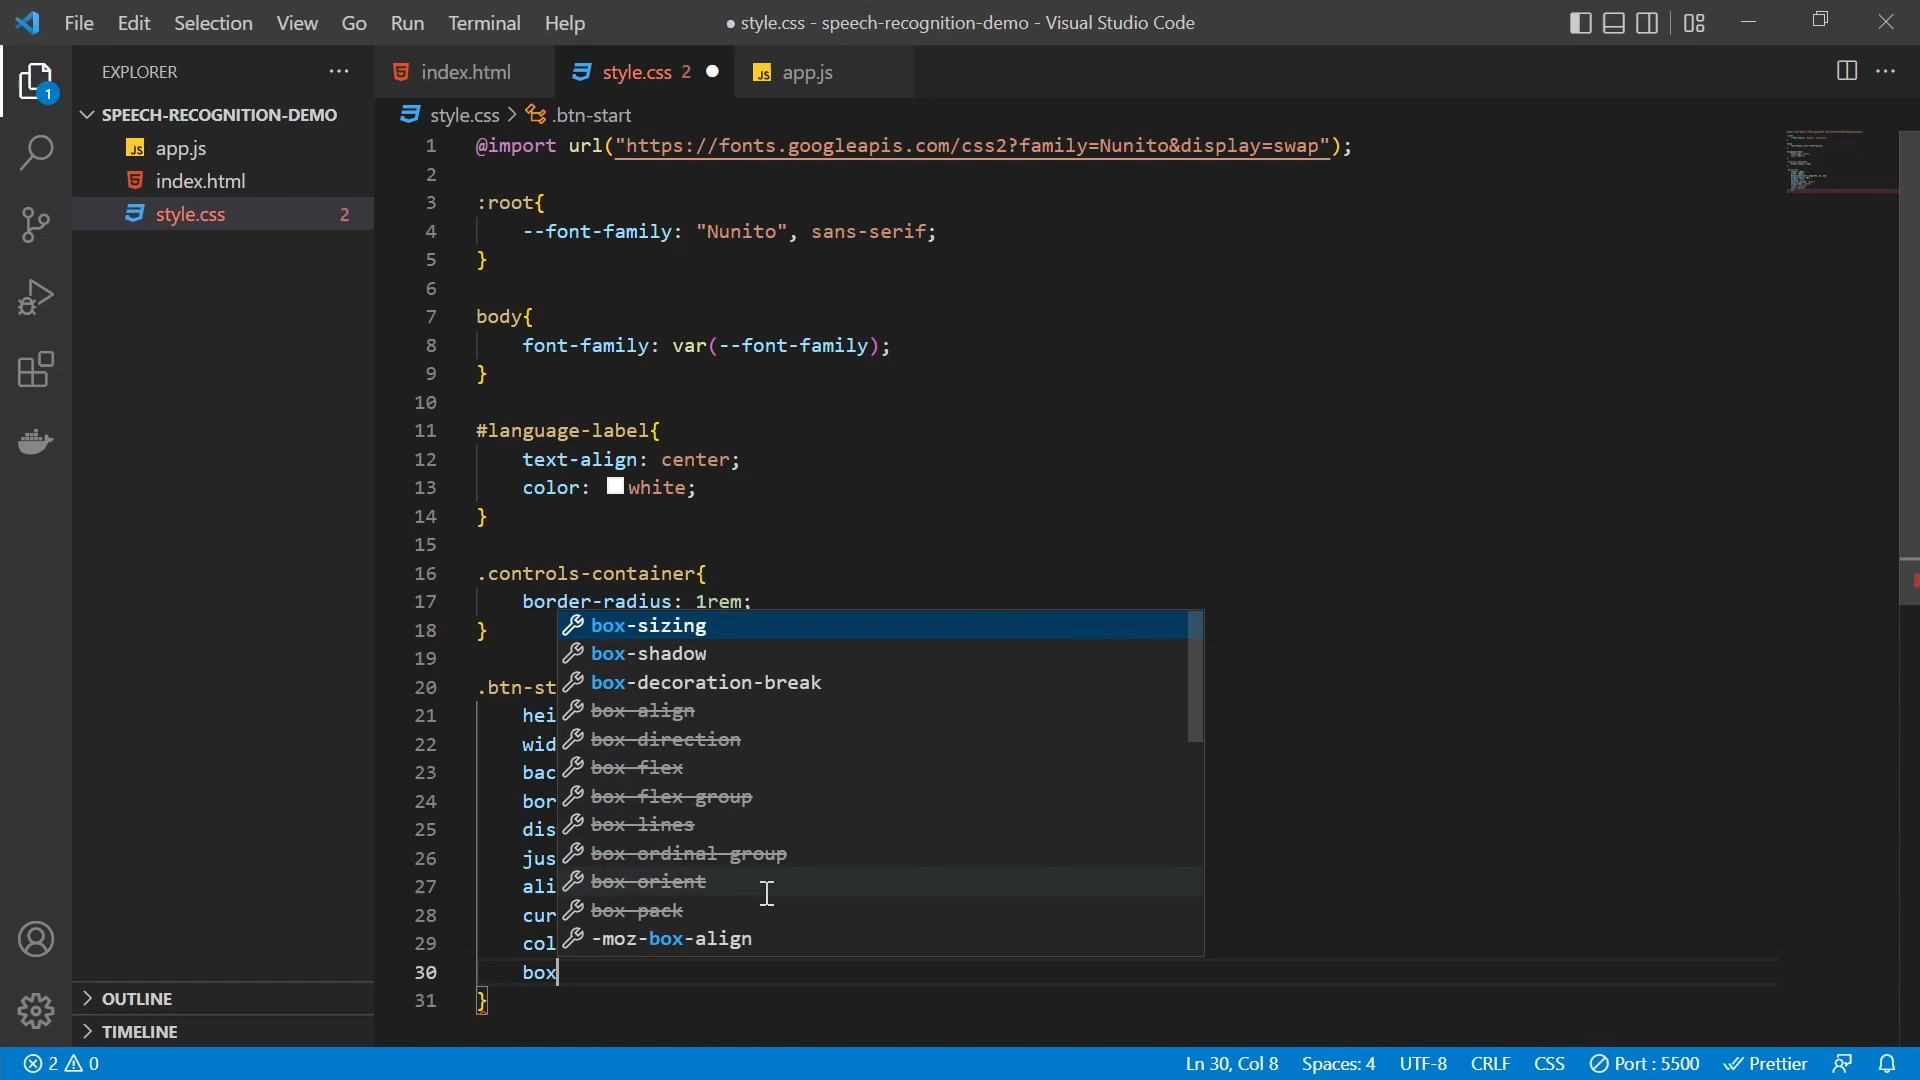 File Edit Selection View Go Run Terminal Help
● style.css - speech-recognition-demo - Visual Studio Code
EXPLORER ···
SPEECH-RECOGNITION-DEMO
JS app.js
index.html
style.css 2
OUTLINE
TIMELINE
1
index.html
style.css 2 ●
JS app.js
style.css > .btn-start
1 @import url("https://fonts.googleapis.com/css2?family=Nunito&display=swap");
2
3 :root{
4 --font-family: "Nunito", sans-serif;
5 }
6
7 body{
8 font-family: var(--font-family);
9 }
10
11 #language-label{
12 text-align: center;
13 color: white;
14 }
15
16 .controls-container{
17 border-radius: 1rem;
18 }
19
20 .btn-st
21 hei
22 wid
23 bac
24 bor
25 dis
26 jus
27 ali
28 cur
29 col
30 box
31 }
box-sizing
box-shadow
box-decoration-break
box-align
box-direction
box-flex
box-flex-group
box-lines
box-ordinal-group
box-orient
box-pack
-moz-box-align
2 0
Ln 30, Col 8 Spaces: 4 UTF-8 CRLF CSS Port : 5500 Prettier